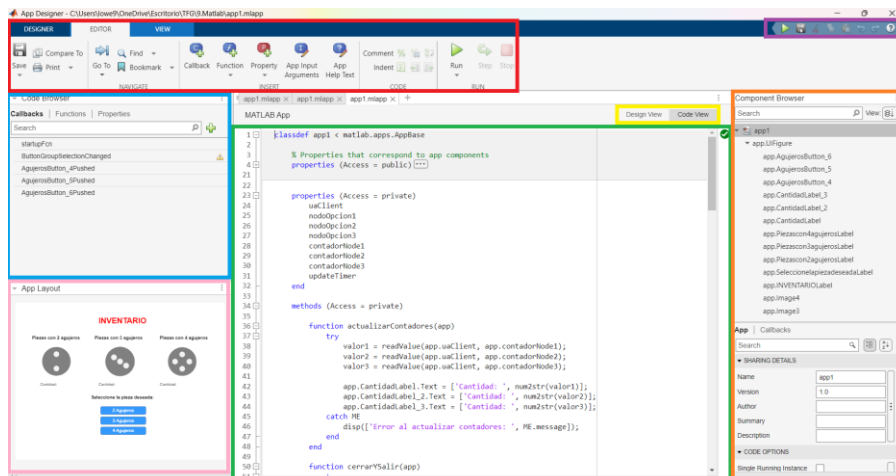 App Designer - C:\Users\lowe9\OneDrive\Escritorio\TFG\9.Matlab\app1.mlapp
DESIGNER EDITOR VIEW
Save Compare To Print Go To Find Bookmark Callback Function Property App Input Arguments App Help Text Comment Indent Run Step Stop
NAVIGATE INSERT CODE RUN
Code Browser
Callbacks | Functions | Properties
Search
startupFcn
ButtonGroupSelectionChanged
AgujerosButton_4Pushed
AgujerosButton_5Pushed
AgujerosButton_6Pushed
App Layout
INVENTARIO
Piezas con 2 agujeros Piezas con 3 agujeros Piezas con 4 agujeros
Cantidad: Cantidad: Cantidad:
Seleccione la pieza deseada:
2 Agujeros
3 Agujeros
4 Agujeros
app1.mlapp app1.mlapp app1.mlapp
MATLAB App Design View Code View
1 classdef app1 < matlab.apps.AppBase
2
3 % Properties that correspond to app components
4 properties (Access = public) ...
21
22
23 properties (Access = private)
24 uaClient
25 nodoOpcion1
26 nodoOpcion2
27 nodoOpcion3
28 contadorNode1
29 contadorNode2
30 contadorNode3
31 updateTimer
32 end
33
34 methods (Access = private)
35
36 function actualizarContadores(app)
37 try
38 valor1 = readValue(app.uaClient, app.contadorNode1);
39 valor2 = readValue(app.uaClient, app.contadorNode2);
40 valor3 = readValue(app.uaClient, app.contadorNode3);
41
42 app.CantidadLabel.Text = ['Cantidad: ', num2str(valor1)];
43 app.CantidadLabel_2.Text = ['Cantidad: ', num2str(valor2)];
44 app.CantidadLabel_3.Text = ['Cantidad: ', num2str(valor3)];
45 catch ME
46 disp(['Error al actualizar contadores: ', ME.message]);
47 end
48 end
49
50 function cerrarYSalir(app)
Component Browser
Search View:
app1
app.UIFigure
app.AgujerosButton_6
app.AgujerosButton_5
app.AgujerosButton_4
app.CantidadLabel_3
app.CantidadLabel_2
app.CantidadLabel
app.Piezascon4agujerosLabel
app.Piezascon3agujerosLabel
app.Piezascon2agujerosLabel
app.SeleccionelapiezadeseadaLabel
app.INVENTARIOLabel
app.Image4
app.Image3
App | Callbacks
Search
SHARING DETAILS
Name app1
Version 1.0
Author
Summary
Description
CODE OPTIONS
Single Running Instance